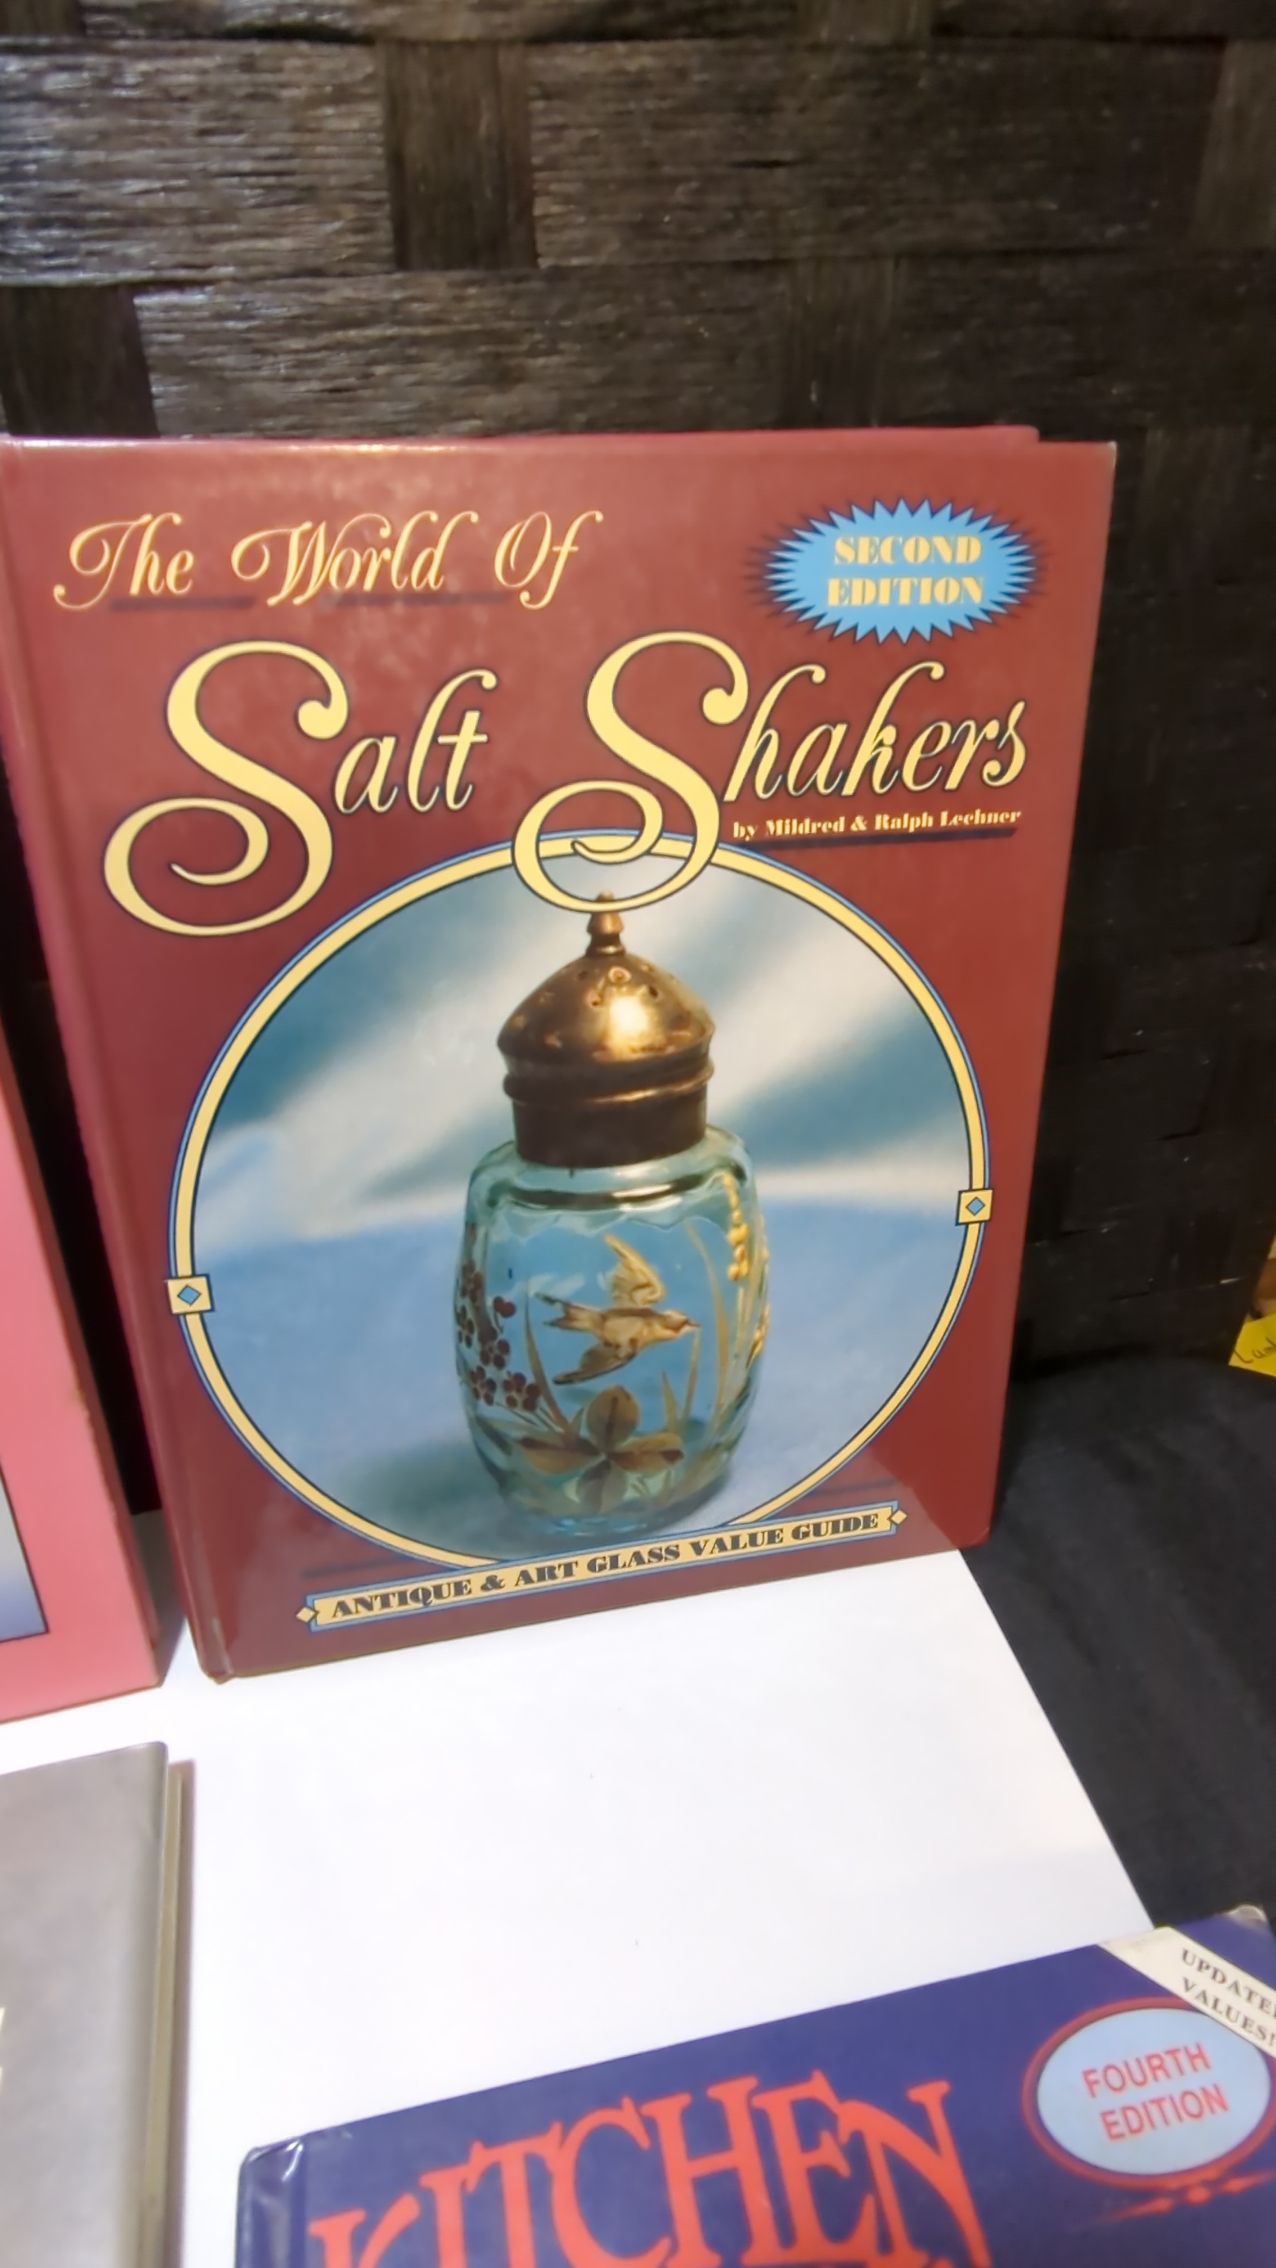 The World Of
SECOND
EDITION
Salt Shakers
by Mildred & Ralph Lechner
ANTIQUE & ART GLASS VALUE GUIDE
VALUES!
FOURTH
EDITION
KITCHEN